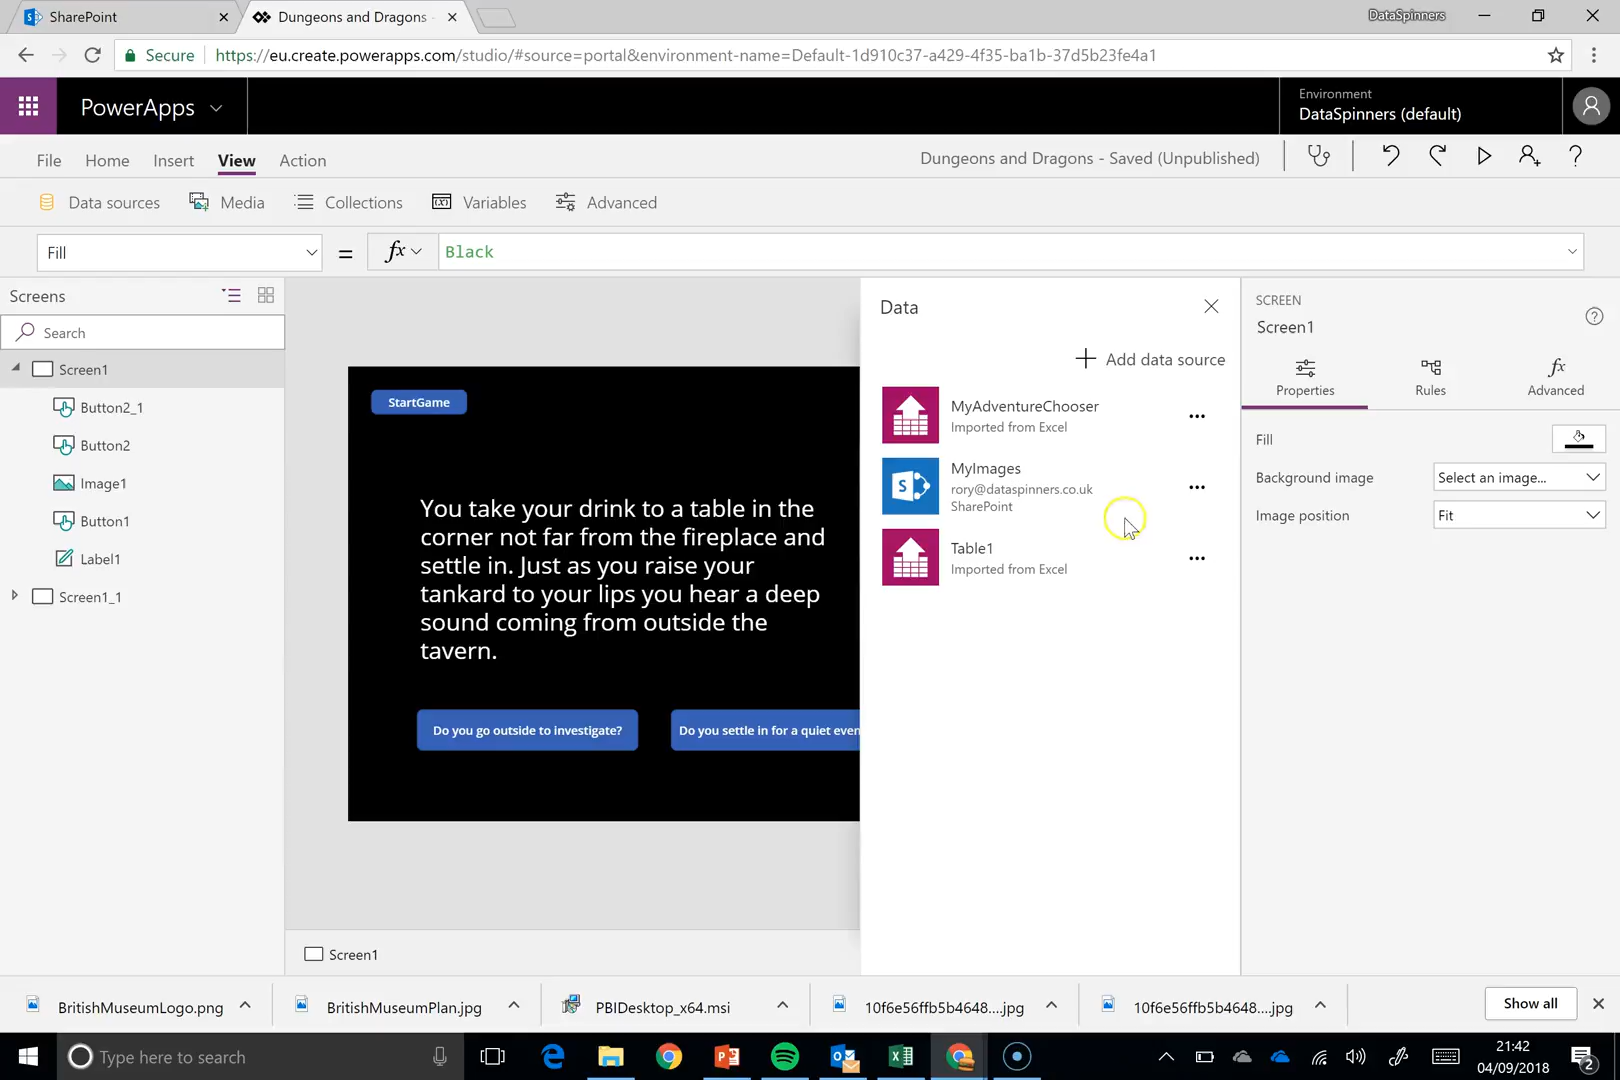 SharePoint
Dungeons and Dragons
DataSpinners
Secure
https://eu.create.powerapps.com/studio/#source=portal&environment-name=Default-1d910c37-a429-4f35-ba1b-37d5b23fe4a1
PowerApps
Environment
DataSpinners (default)
File Home Insert View Action
Dungeons and Dragons - Saved (Unpublished)
Data sources Media Collections Variables Advanced
Fill = fx Black
Screens
Search
Screen1
Button2_1
Button2
Image1
Button1
Label1
Screen1_1
StartGame
You take your drink to a table in the
corner not far from the fireplace and
settle in. Just as you raise your
tankard to your lips you hear a deep
sound coming from outside the
tavern.
Do you go outside to investigate?
Do you settle in for a quiet even
Screen1
Data
Add data source
MyAdventureChooser
Imported from Excel
MyImages
rory@dataspinners.co.uk
SharePoint
Table1
Imported from Excel
SCREEN
Screen1
Properties Rules Advanced
Fill
Background image Select an image...
Image position Fit
BritishMuseumLogo.png BritishMuseumPlan.jpg PBIDesktop_x64.msi 10f6e56ffb5b4648....jpg 10f6e56ffb5b4648....jpg Show all
Type here to search
21:42
04/09/2018
2